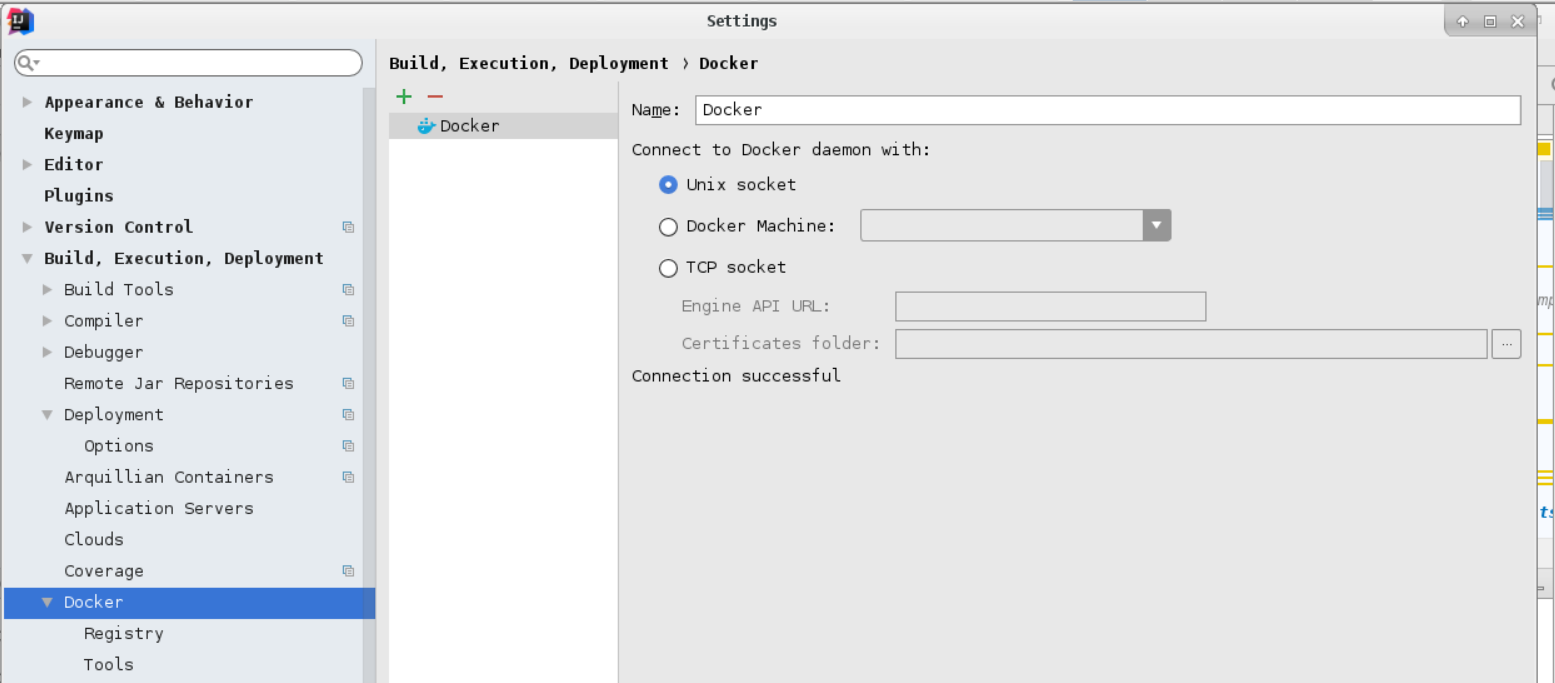 Settings
Appearance & Behavior
Keymap
Editor
Plugins
Version Control
Build, Execution, Deployment
Build Tools
Compiler
Debugger
Remote Jar Repositories
Deployment
Options
Arquillian Containers
Application Servers
Clouds
Coverage
Docker
Registry
Tools
Build, Execution, Deployment › Docker
Docker
Name: Docker
Connect to Docker daemon with:
Unix socket
Docker Machine:
TCP socket
Engine API URL:
Certificates folder: ...
Connection successful